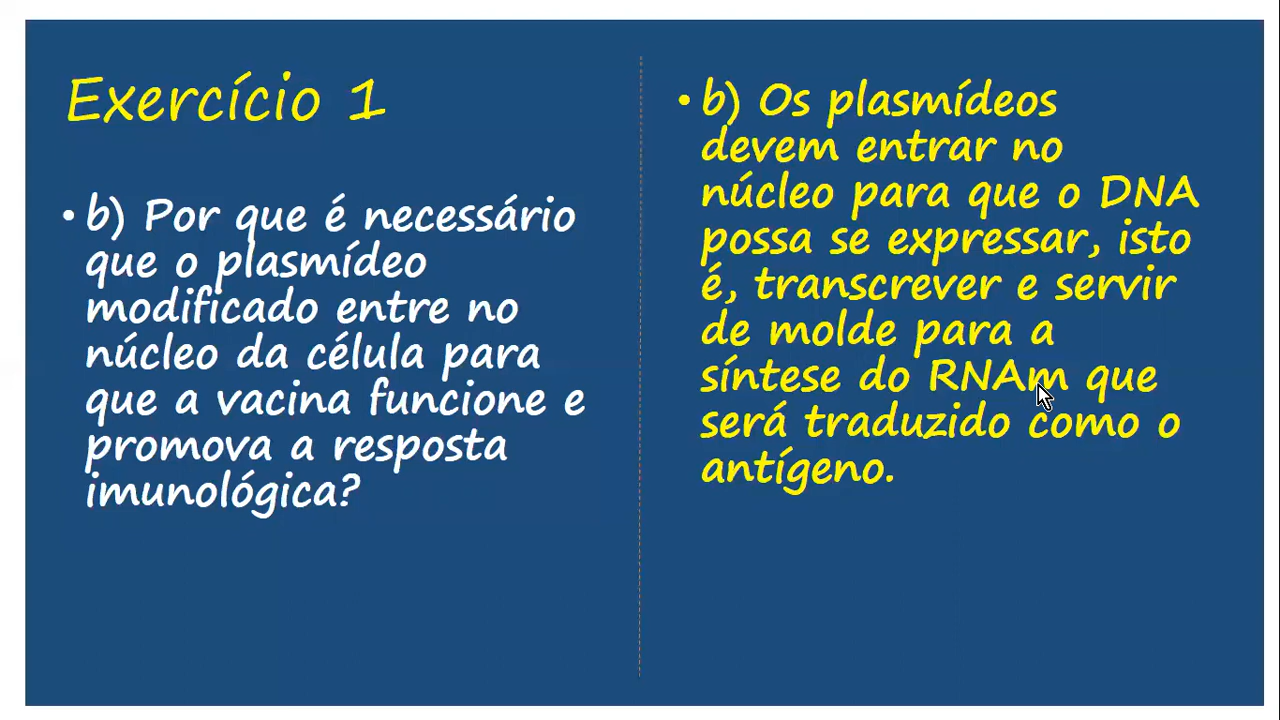 Exercício 1
• b) Por que é necessário
que o plasmídeo
modificado entre no
núcleo da célula para
que a vacina funcione e
promova a resposta
imunológica?
• b) Os plasmídeos
devem entrar no
núcleo para que o DNA
possa se expressar, isto
é, transcrever e servir
de molde para a
síntese do RNAm que
será traduzido como o
antígeno.